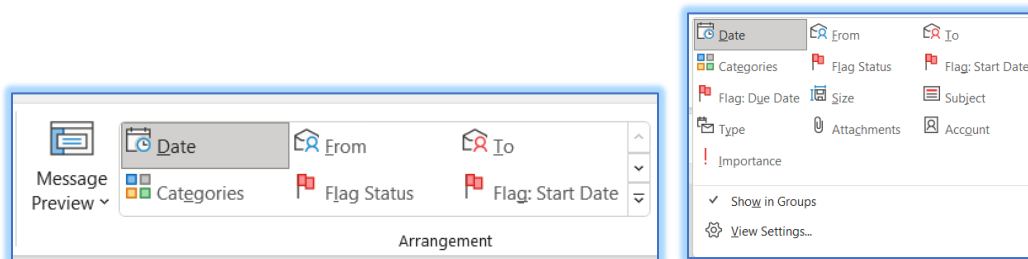 Message
Preview
Date From To
Categories Flag Status Flag: Start Date
Arrangement
Date From To
Categories Flag Status Flag: Start Date
Flag: Due Date Size Subject
Type Attachments Account
Importance
Show in Groups
View Settings...